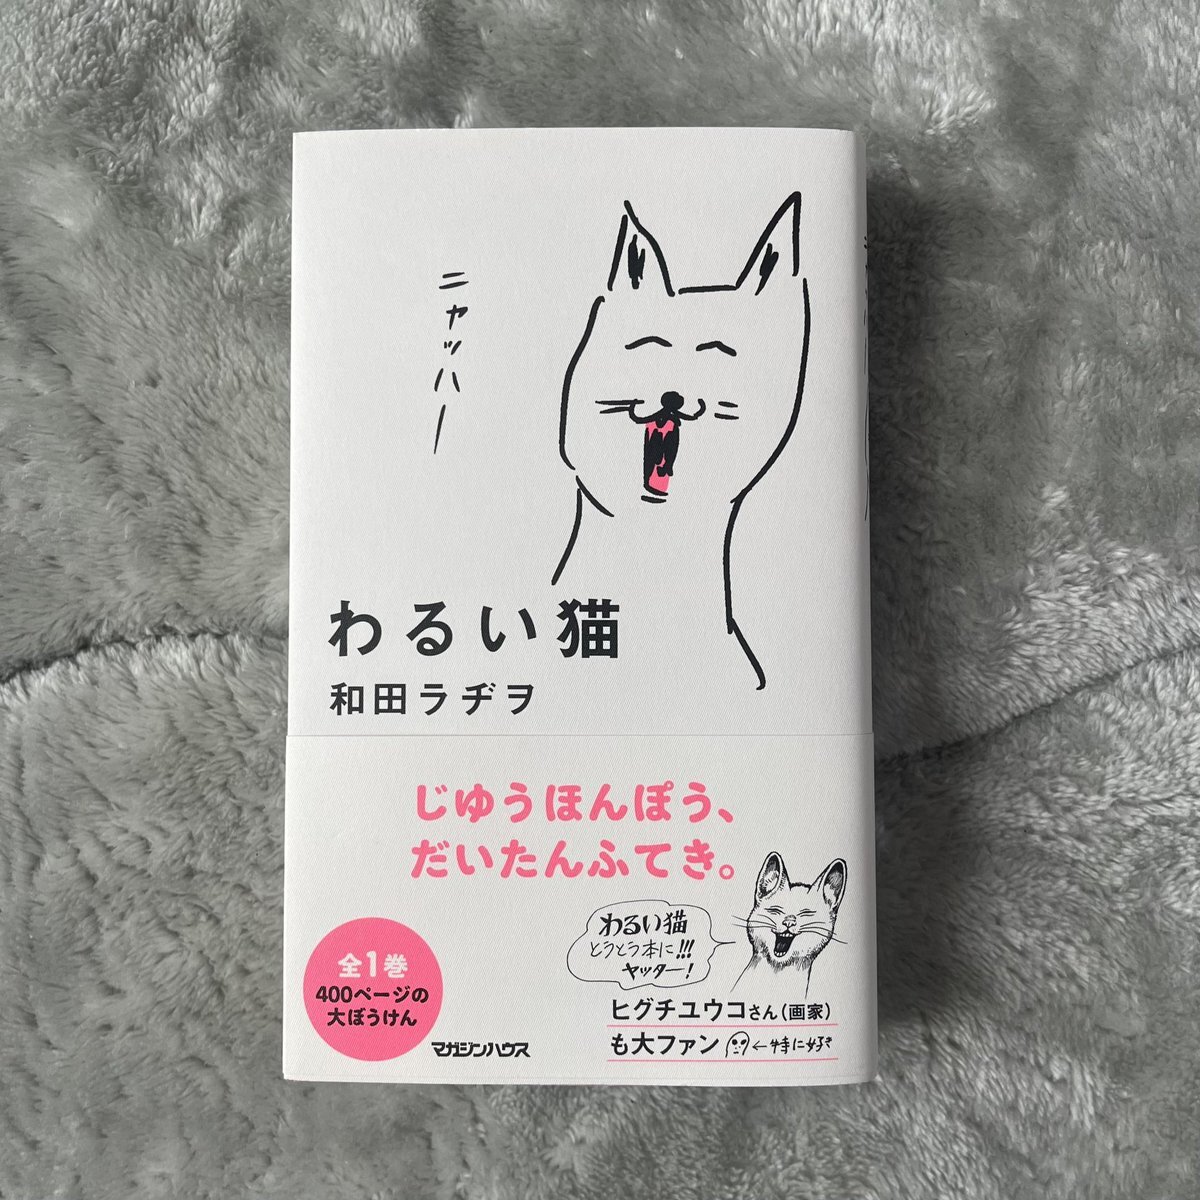 ニャッハー
わるい猫
和田ラヂヲ
じゆうほんぽう、
だいたんふてき。
わるい猫
とうとう本に!!!
ヤッター!
全1巻
400ページの
大ぼうけん
マガジンハウス
ヒグチユウコさん(画家)
も大ファン ←特に好き